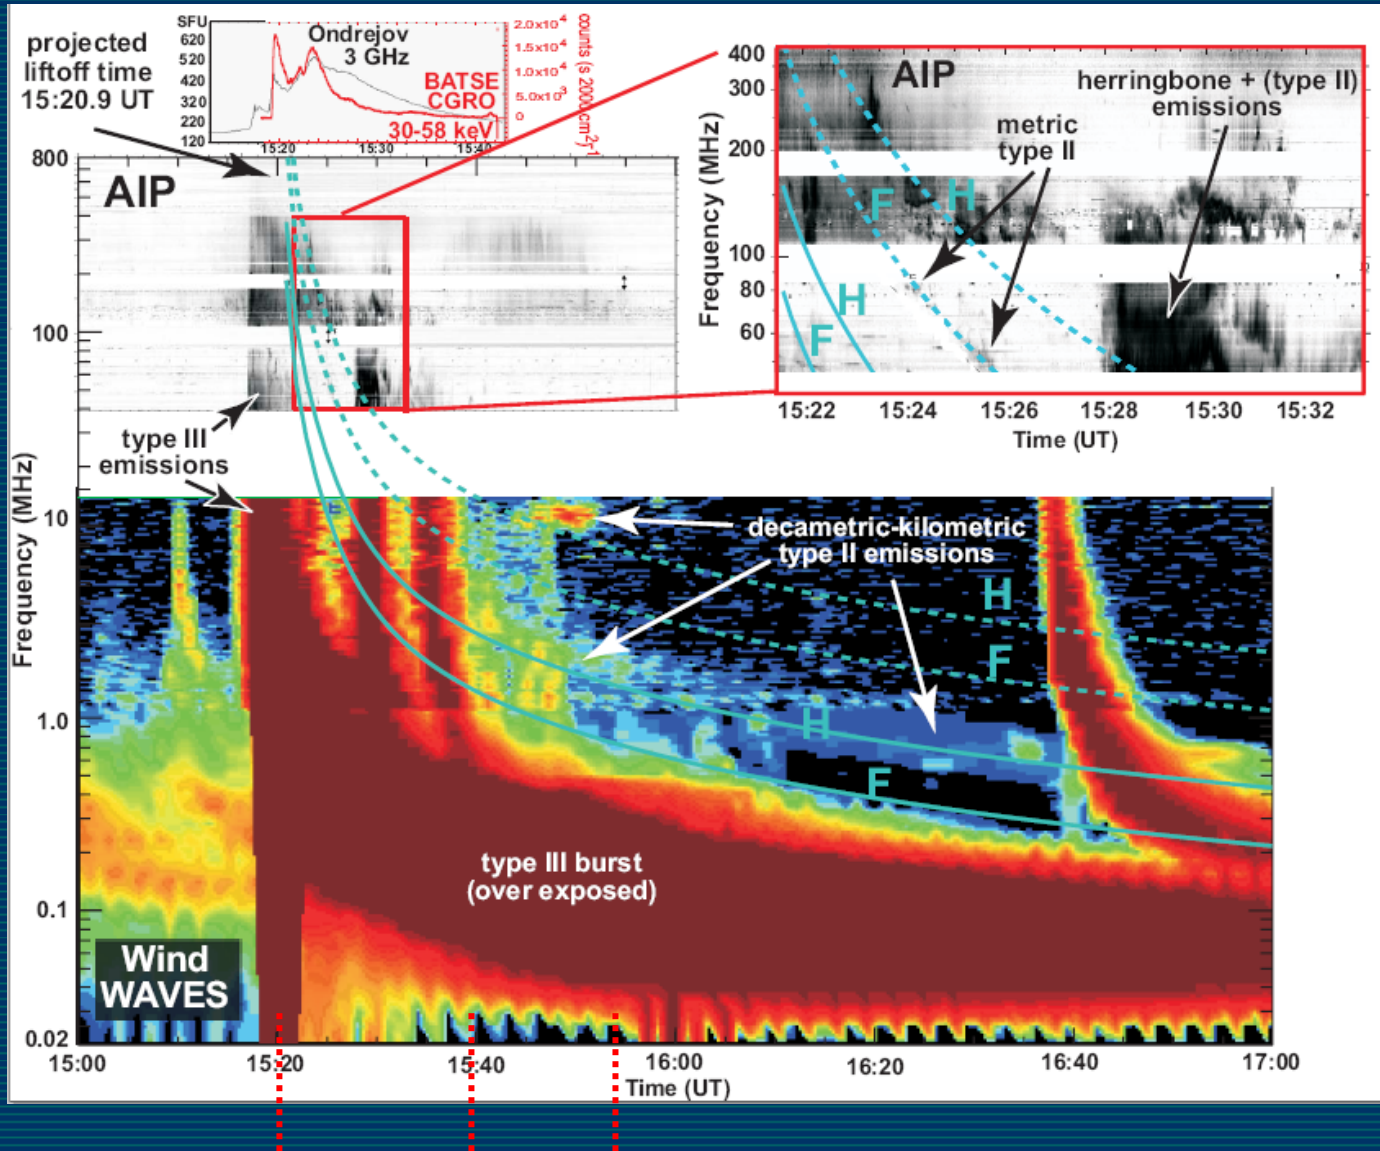 projected
liftoff time
15:20.9 UT
SFU
620
520
420
320
220
120
Ondrejov
3 GHz
BATSE
CGRO
30-58 keV
2.0x10⁴
1.5x10⁴
1.0x10⁴
5.0x10³
0
15:20
15:30
15:40
800
100
10
1.0
0.1
0.02
Frequency (MHz)
AIP
type III
emissions
400
300
200
100
80
60
Frequency (MHz)
AIP
herringbone + (type II)
emissions
metric
type II
F
H
H
F
15:22
15:24
15:26
15:28
15:30
15:32
Time (UT)
decametric-kilometric
type II emissions
H
F
H
F
type III burst
(over exposed)
Wind
WAVES
15:00
15:20
15:40
16:00
16:20
16:40
17:00
Time (UT)